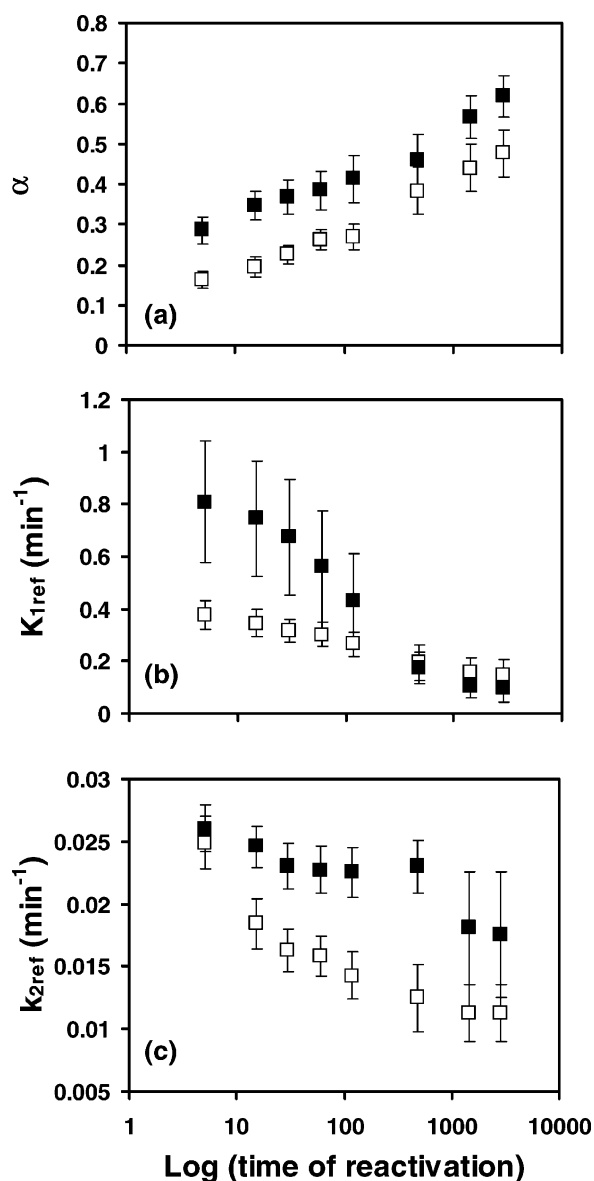 0.8
0.7
0.6
0.5
0.4
0.3
0.2
0.1
0
α
(a)
1.2
1
0.8
0.6
0.4
0.2
0
K1ref (min-1)
(b)
0.03
0.025
0.02
0.015
0.01
0.005
k2ref (min-1)
(c)
1 10 100 1000 10000
Log (time of reactivation)